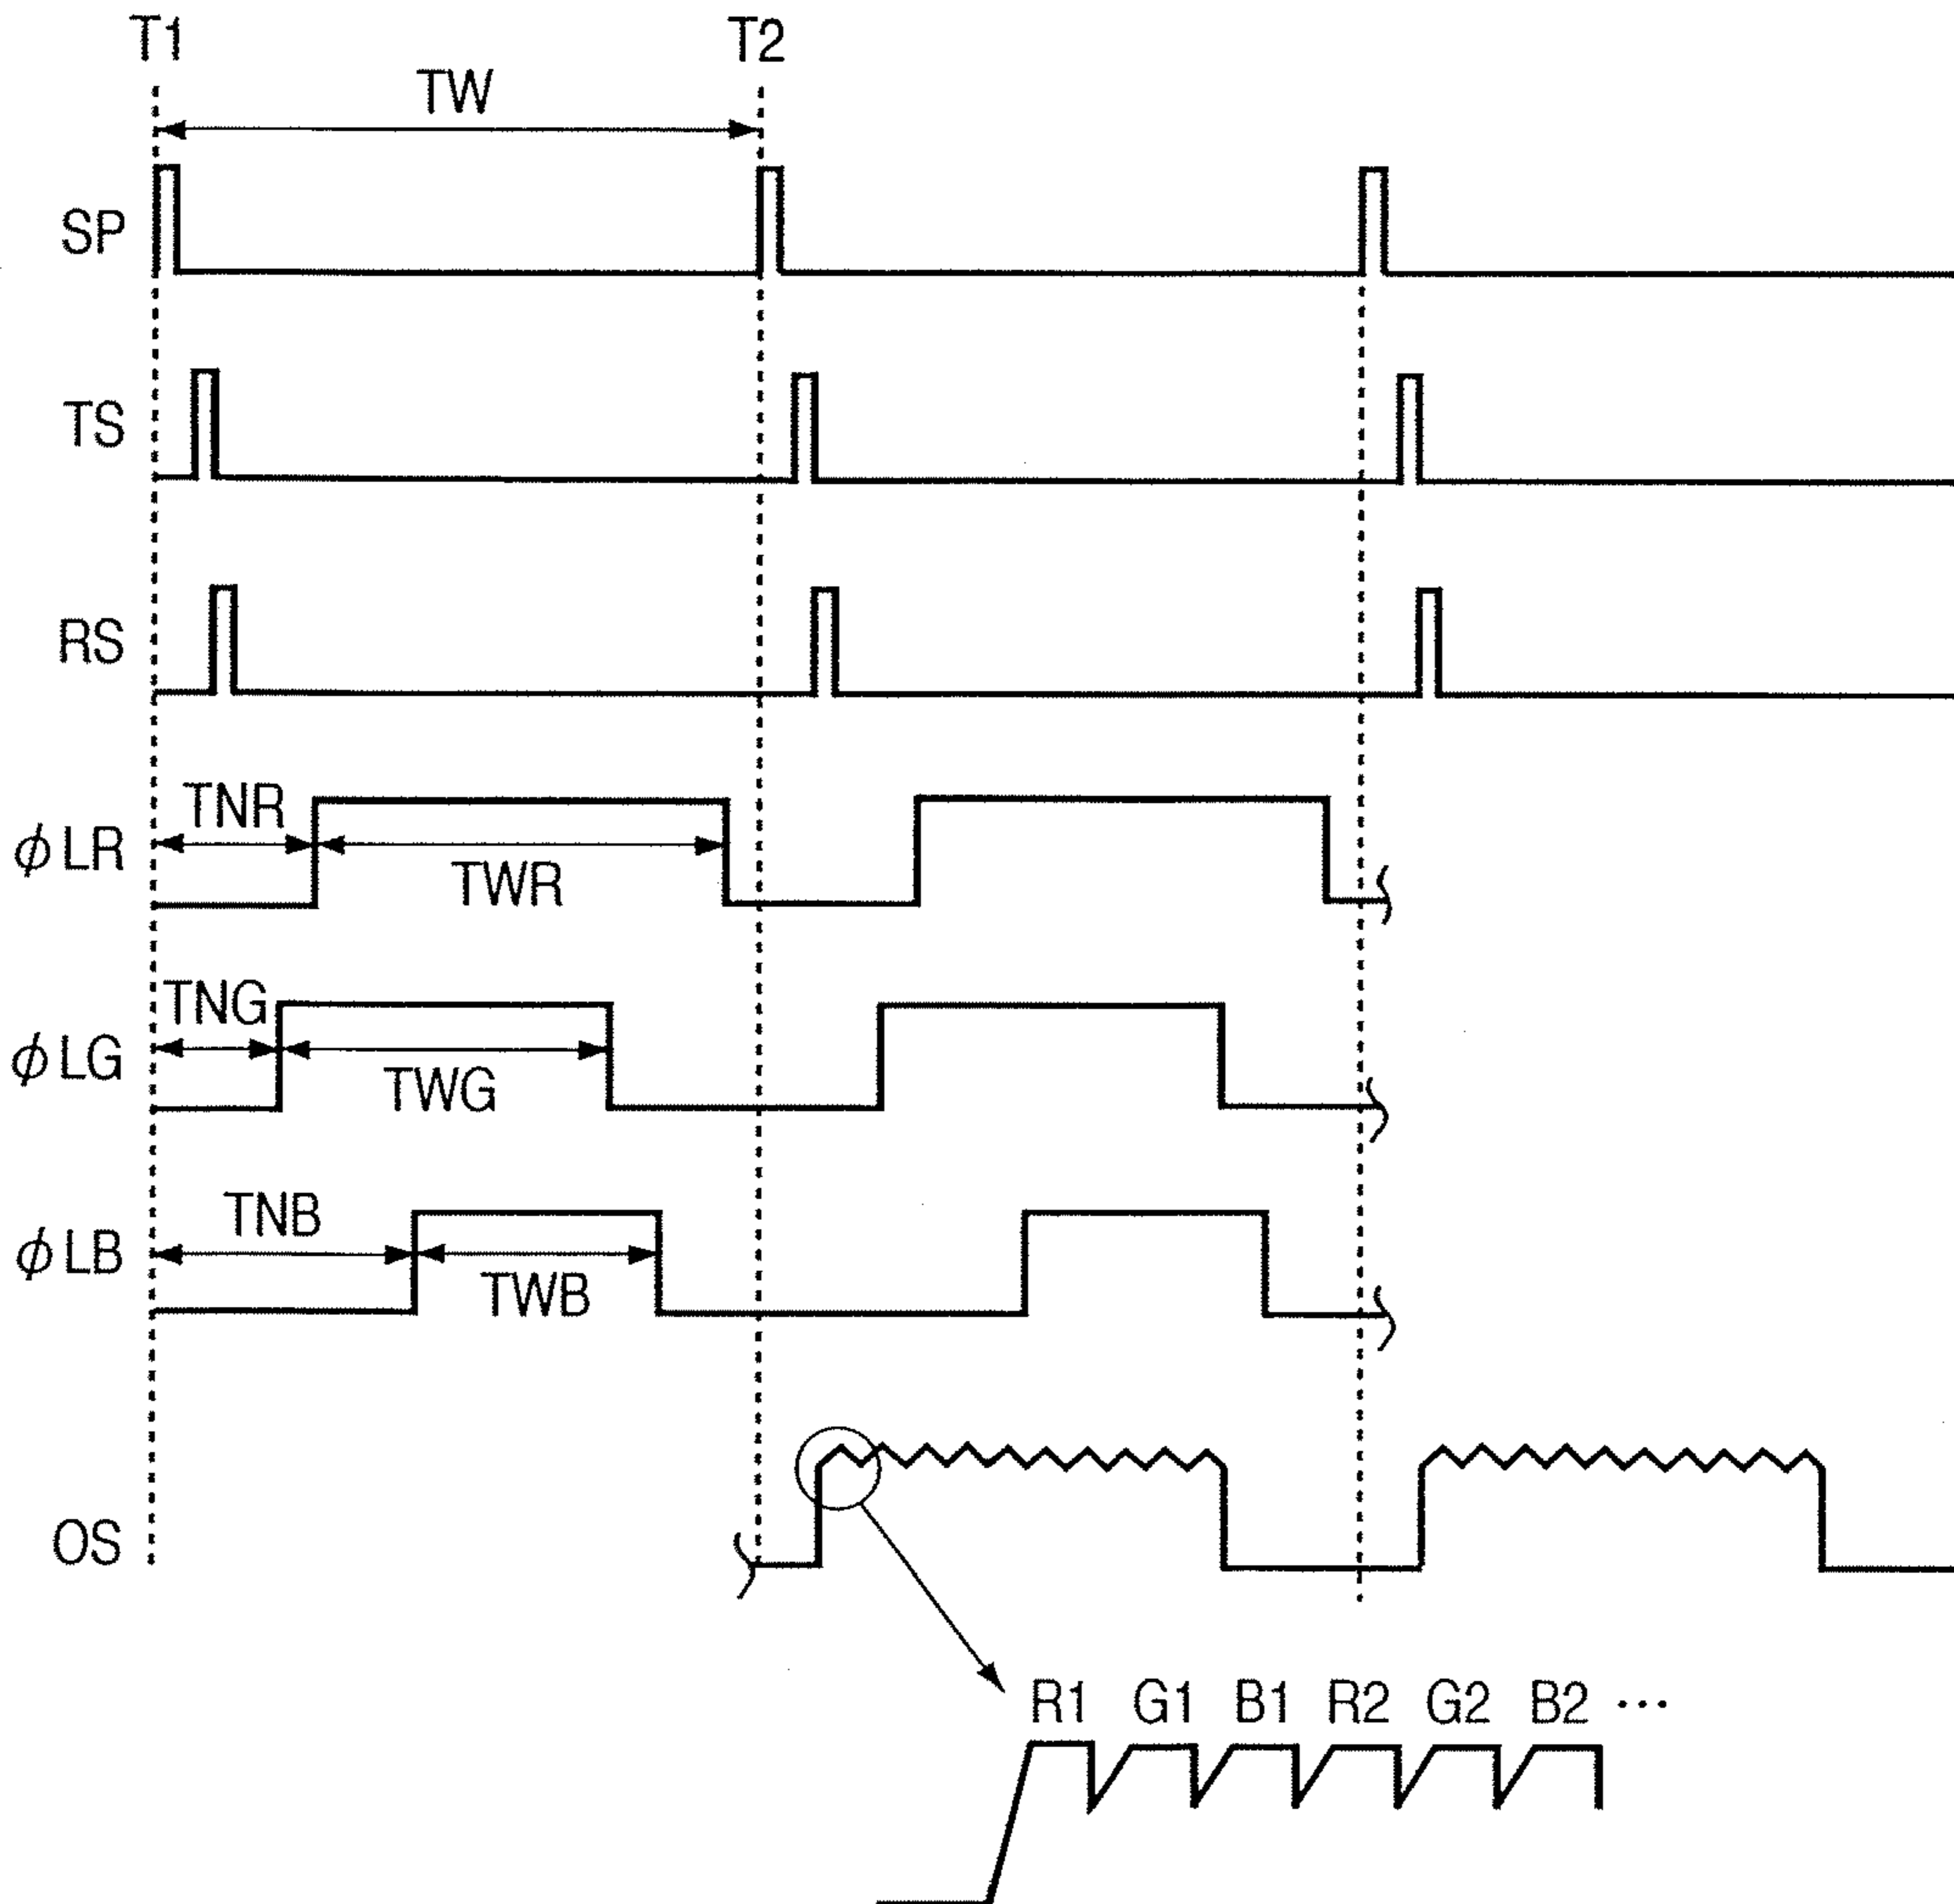 T1 T2
TW
SP
TS
RS
TNR
ϕLR
TWR
TNG
ϕLG
TWG
TNB
ϕLB
TWB
OS
R1 G1 B1 R2 G2 B2 ...